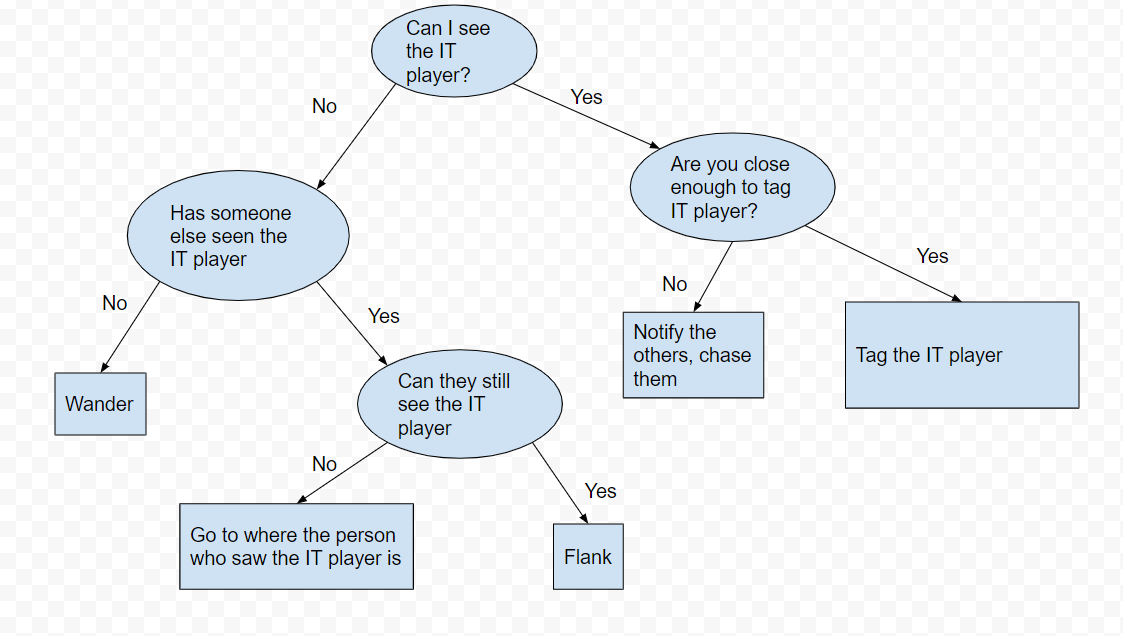 Can I see
the IT
player?
No
Yes
Are you close
enough to tag
IT player?
Has someone
else seen the
IT player
No
Yes
No
Yes
Notify the
others, chase
them
Tag the IT player
Wander
Can they still
see the IT
player
No
Yes
Go to where the person
who saw the IT player is
Flank